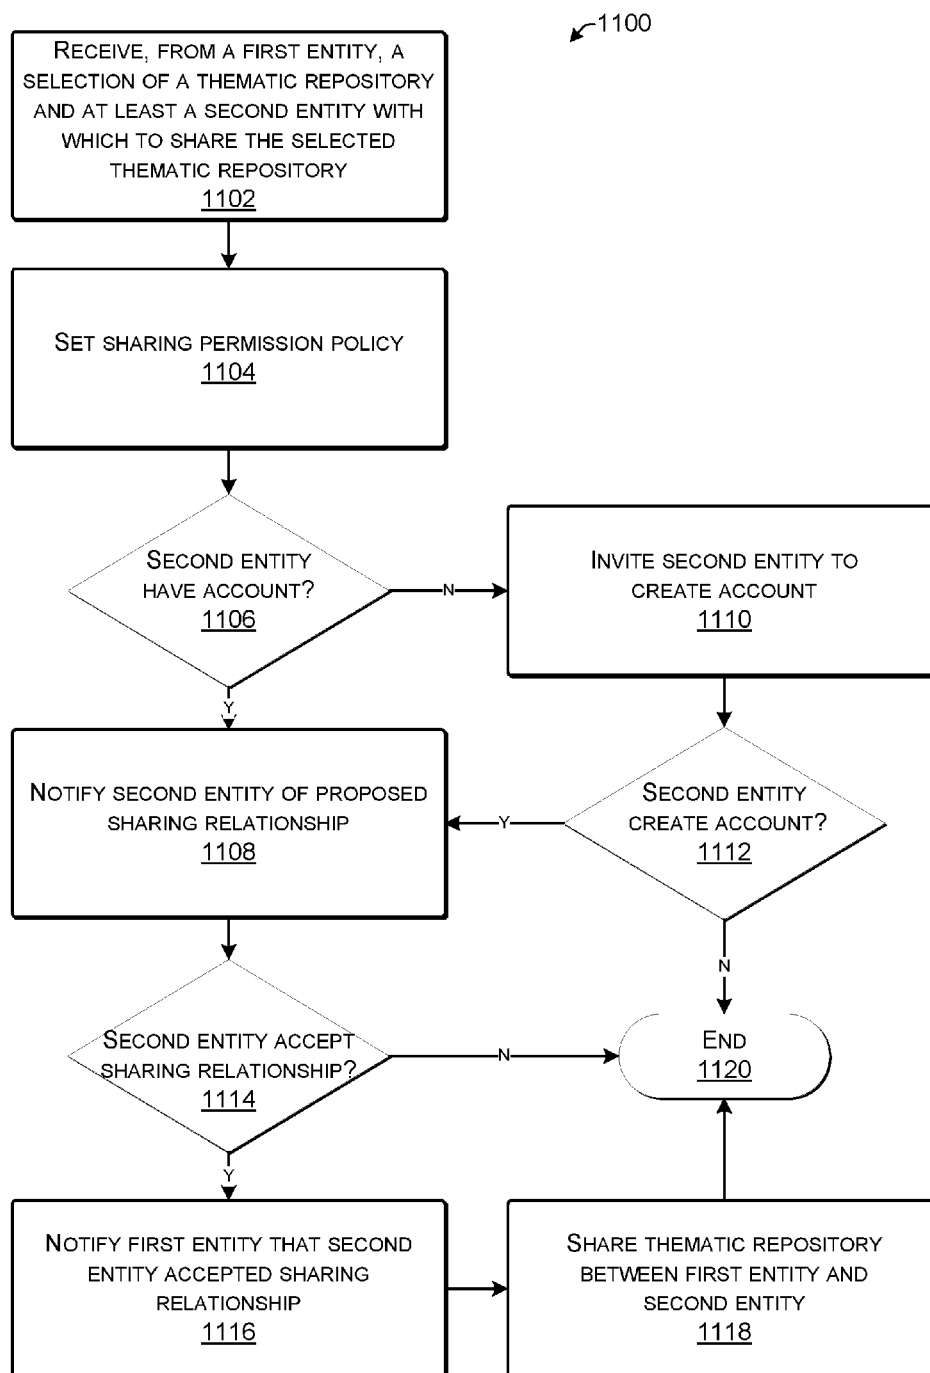 1100
RECEIVE, FROM A FIRST ENTITY, A
SELECTION OF A THEMATIC REPOSITORY
AND AT LEAST A SECOND ENTITY WITH
WHICH TO SHARE THE SELECTED
THEMATIC REPOSITORY
1102
SET SHARING PERMISSION POLICY
1104
SECOND ENTITY
HAVE ACCOUNT?
1106
N
Y
INVITE SECOND ENTITY TO
CREATE ACCOUNT
1110
NOTIFY SECOND ENTITY OF PROPOSED
SHARING RELATIONSHIP
1108
SECOND ENTITY
CREATE ACCOUNT?
1112
Y
N
SECOND ENTITY ACCEPT
SHARING RELATIONSHIP?
1114
N
Y
END
1120
NOTIFY FIRST ENTITY THAT SECOND
ENTITY ACCEPTED SHARING
RELATIONSHIP
1116
SHARE THEMATIC REPOSITORY
BETWEEN FIRST ENTITY AND
SECOND ENTITY
1118